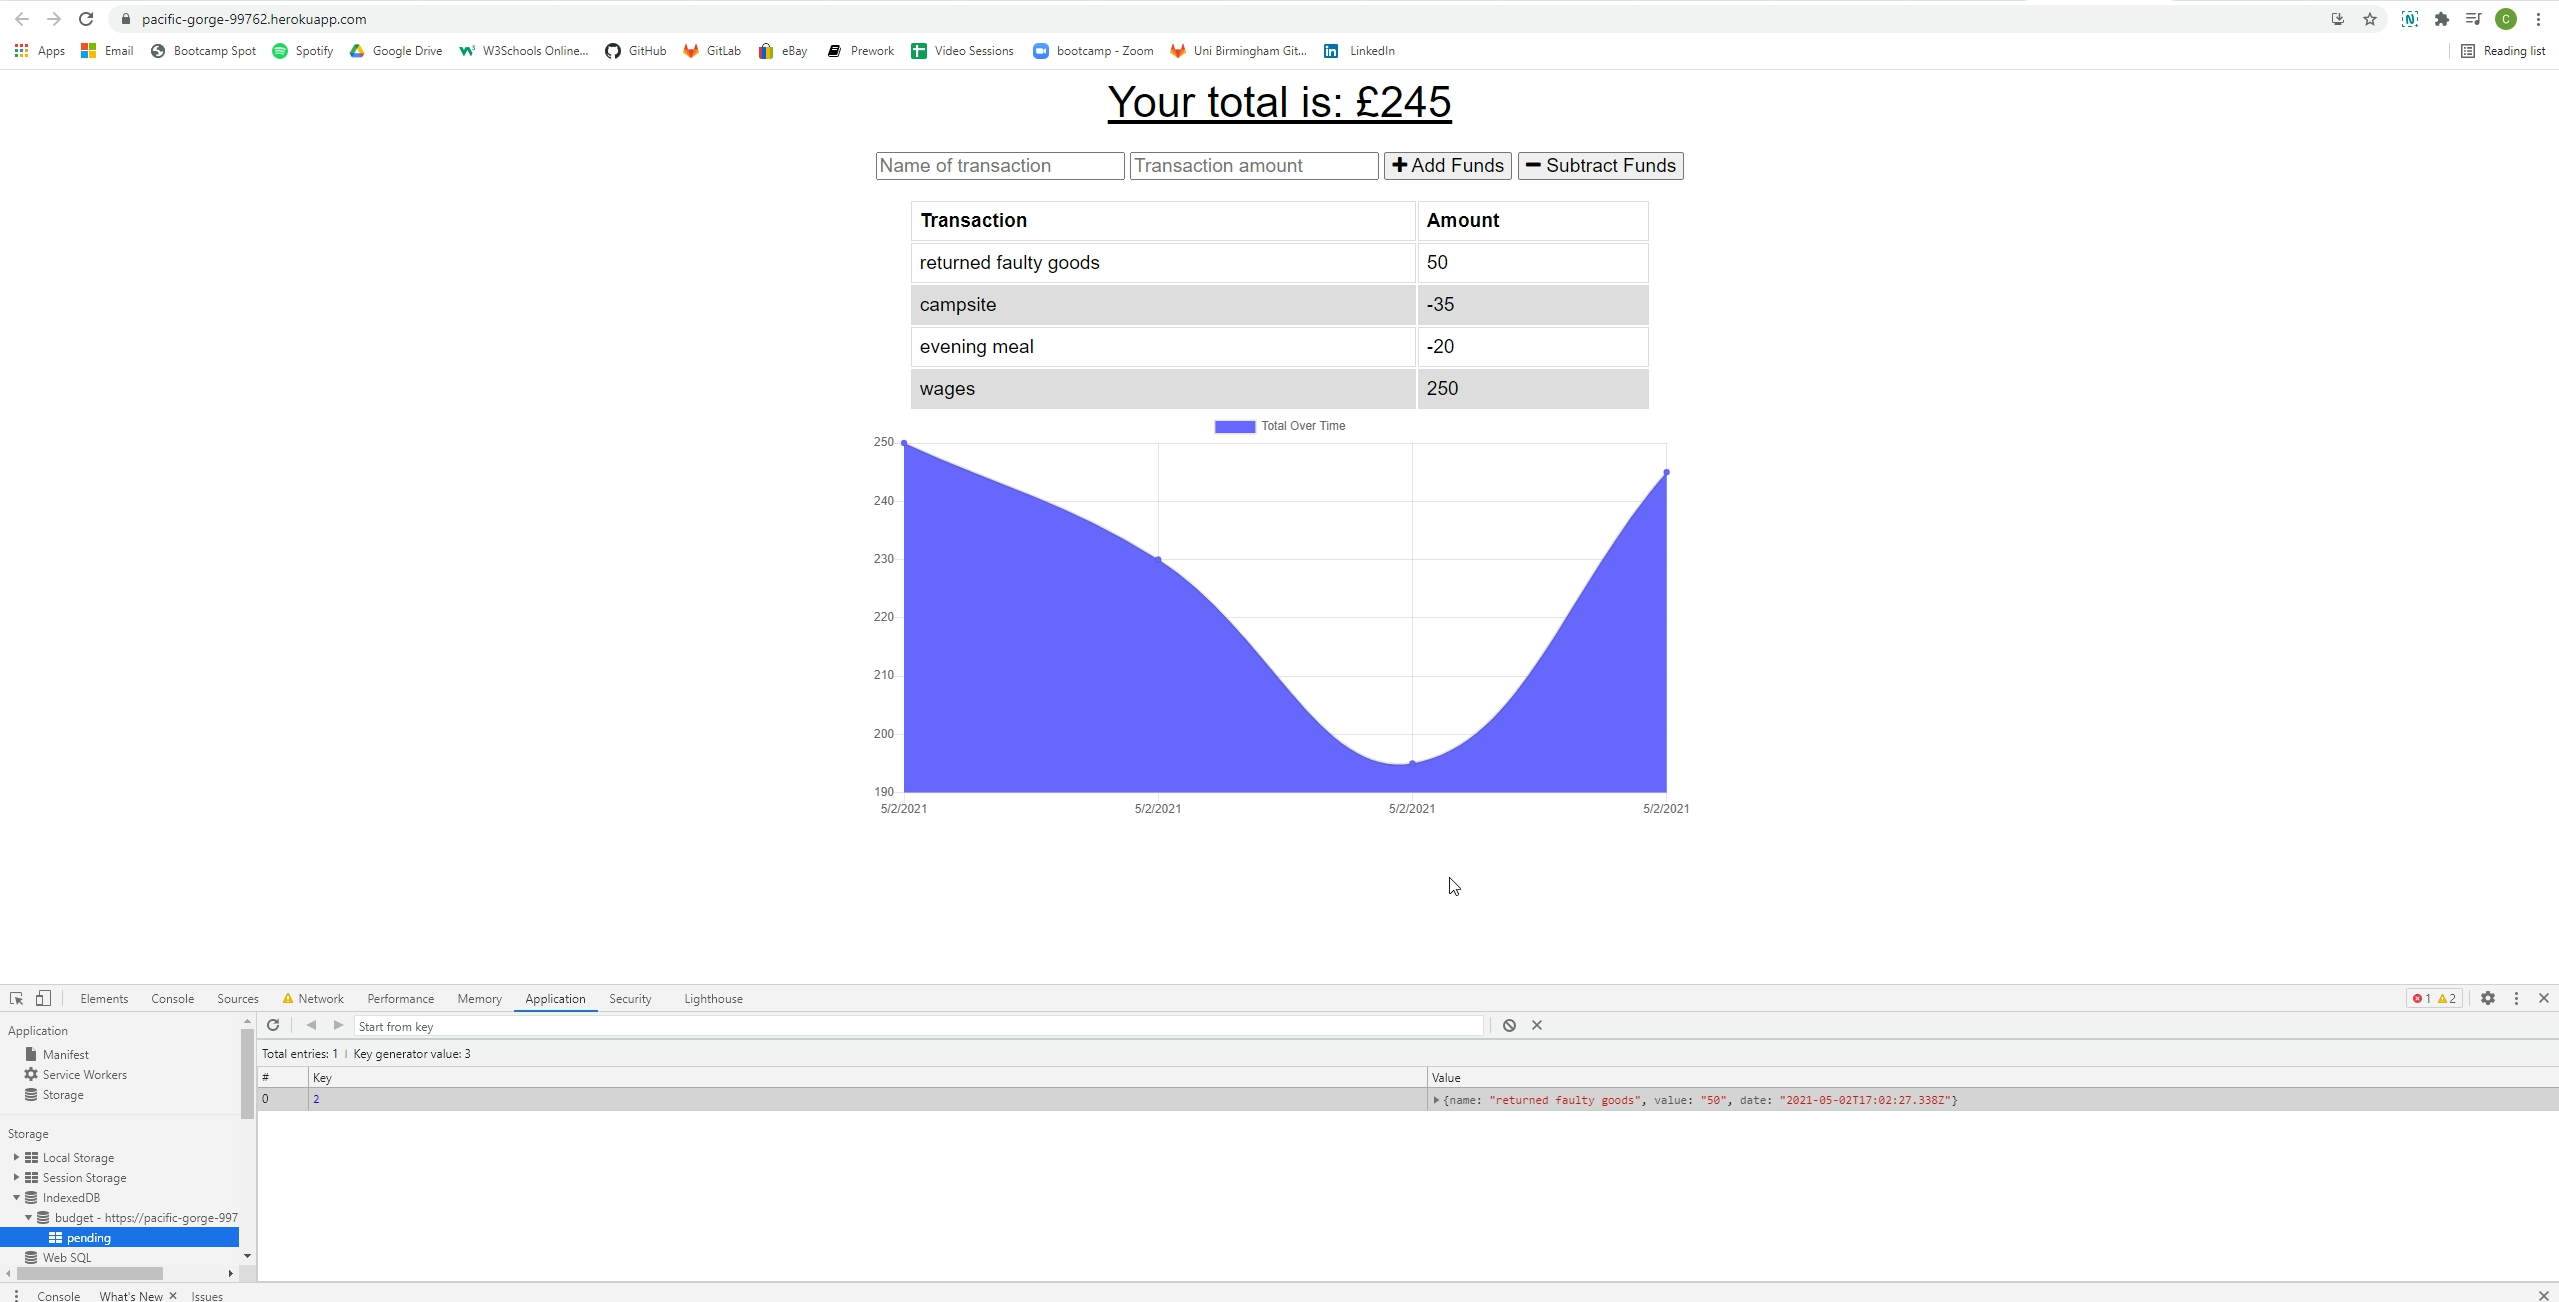 pacific-gorge-99762.herokuapp.com
C
Apps Email Bootcamp Spot Spotify Google Drive W3Schools Online... GitHub GitLab eBay Prework Video Sessions bootcamp - Zoom Uni Birmingham Git... LinkedIn Reading list
Your total is: £245
Name of transaction Transaction amount Add Funds Subtract Funds
Transaction Amount
returned faulty goods 50
campsite -35
evening meal -20
wages 250
Total Over Time
250
240
230
220
210
200
190
5/2/2021 5/2/2021 5/2/2021 5/2/2021
Elements Console Sources Network Performance Memory Application Security Lighthouse 1 2
Application
Manifest
Service Workers
Storage
Storage
Local Storage
Session Storage
IndexedDB
budget - https://pacific-gorge-997
pending
Web SQL
Start from key
Total entries: 1 | Key generator value: 3
# Key Value
0 2 {name: "returned faulty goods", value: "50", date: "2021-05-02T17:02:27.338Z"}
Console What's New Issues